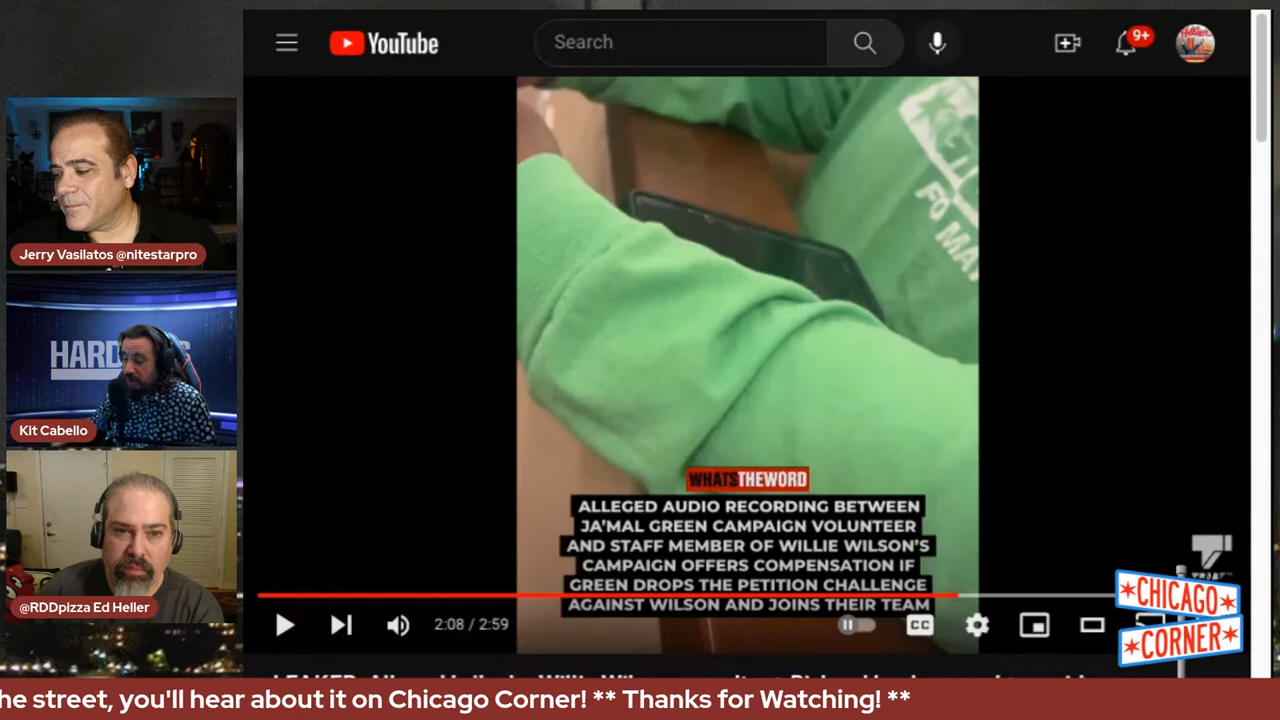 YouTube
Search
9+
Jerry Vasilatos @nitestarpro
HARD
Kit Cabello
@RDDpizza Ed Heller
FO
WHATSTHEWORD
ALLEGED AUDIO RECORDING BETWEEN
JA'MAL GREEN CAMPAIGN VOLUNTEER
AND STAFF MEMBER OF WILLIE WILSON'S
CAMPAIGN OFFERS COMPENSATION IF
GREEN DROPS THE PETITION CHALLENGE
AGAINST WILSON AND JOINS THEIR TEAM
2:08 / 2:59
CC
CHICAGO
CORNER
he street, you'll hear about it on Chicago Corner! ** Thanks for Watching! **